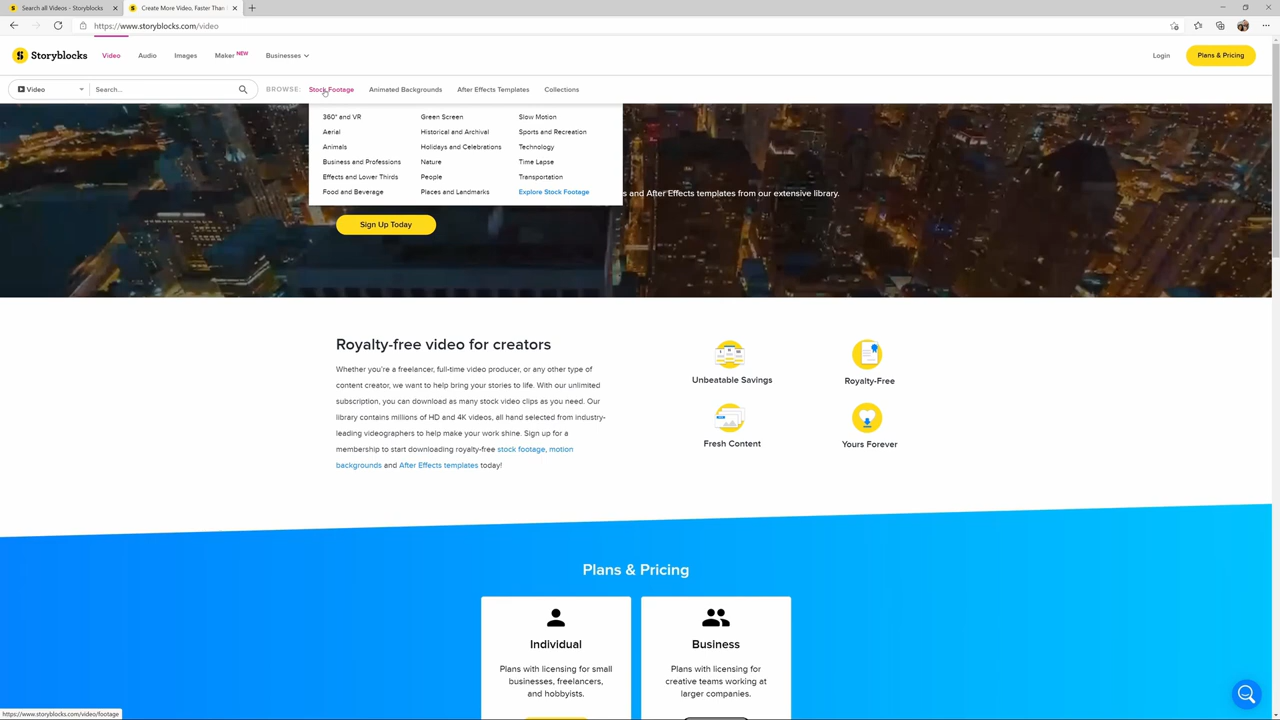 Search all Videos - Storyblocks
Create More Video, Faster Than
https://www.storyblocks.com/video
Storyblocks
Video
Audio
Images
Maker NEW
Businesses
Login
Plans & Pricing
Video
Search...
BROWSE:
Stock Footage
Animated Backgrounds
After Effects Templates
Collections
360° and VR
Green Screen
Slow Motion
Aerial
Historical and Archival
Sports and Recreation
Animals
Holidays and Celebrations
Technology
Business and Professions
Nature
Time Lapse
Effects and Lower Thirds
People
Transportation
Food and Beverage
Places and Landmarks
Explore Stock Footage
s and After Effects templates from our extensive library.
Sign Up Today
Royalty-free video for creators
Whether you're a freelancer, full-time video producer, or any other type of
content creator, we want to help bring your stories to life. With our unlimited
subscription, you can download as many stock video clips as you need. Our
library contains millions of HD and 4K videos, all hand selected from industry-
leading videographers to help make your work shine. Sign up for a
membership to start downloading royalty-free stock footage, motion
backgrounds and After Effects templates today!
Unbeatable Savings
Royalty-Free
Fresh Content
Yours Forever
Plans & Pricing
Individual
Plans with licensing for small
businesses, freelancers,
and hobbyists.
Business
Plans with licensing for
creative teams working at
larger companies.
https://www.storyblocks.com/video/footage